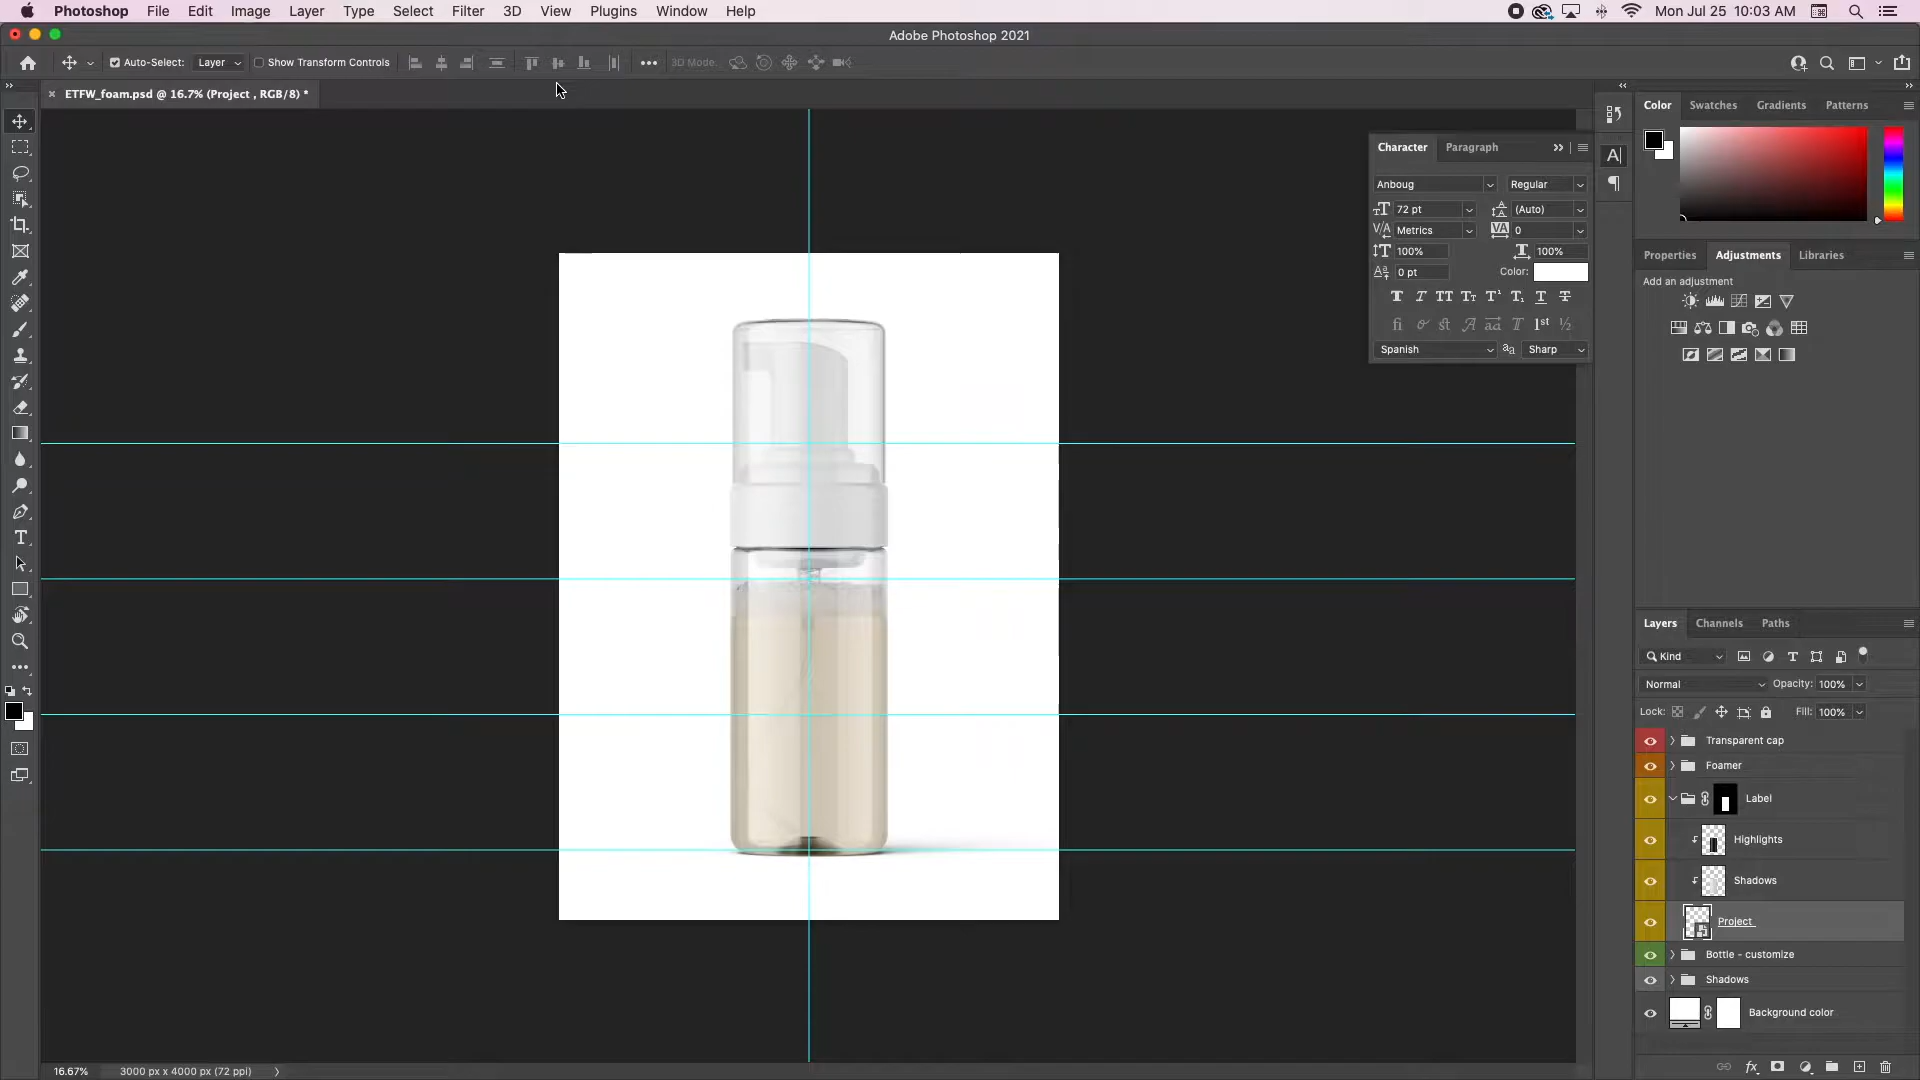 Photoshop File Edit Image Layer Type Select Filter 3D View Plugins Window Help Mon Jul 25 10:03 AM
Adobe Photoshop 2021
Auto-Select: Layer Show Transform Controls 3D Mode:
ETFW_foam.psd @ 16.7% (Project , RGB/8) *
Color Swatches Gradients Patterns
Character Paragraph
Anboug Regular
72 pt (Auto)
Metrics 0
100% 100%
0 pt Color:
Spanish Sharp
Properties Adjustments Libraries
Add an adjustment
Layers Channels Paths
Kind
Normal Opacity: 100%
Lock: Fill: 100%
Transparent cap
Foamer
Label
Highlights
Shadows
Project
Bottle - customize
Shadows
Background color
16.67% 3000 px x 4000 px (72 ppi)